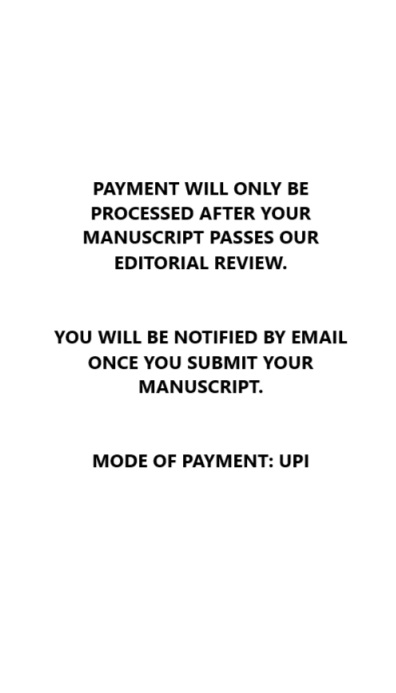 PAYMENT WILL ONLY BE
PROCESSED AFTER YOUR
MANUSCRIPT PASSES OUR
EDITORIAL REVIEW.
YOU WILL BE NOTIFIED BY EMAIL
ONCE YOU SUBMIT YOUR
MANUSCRIPT.
MODE OF PAYMENT: UPI